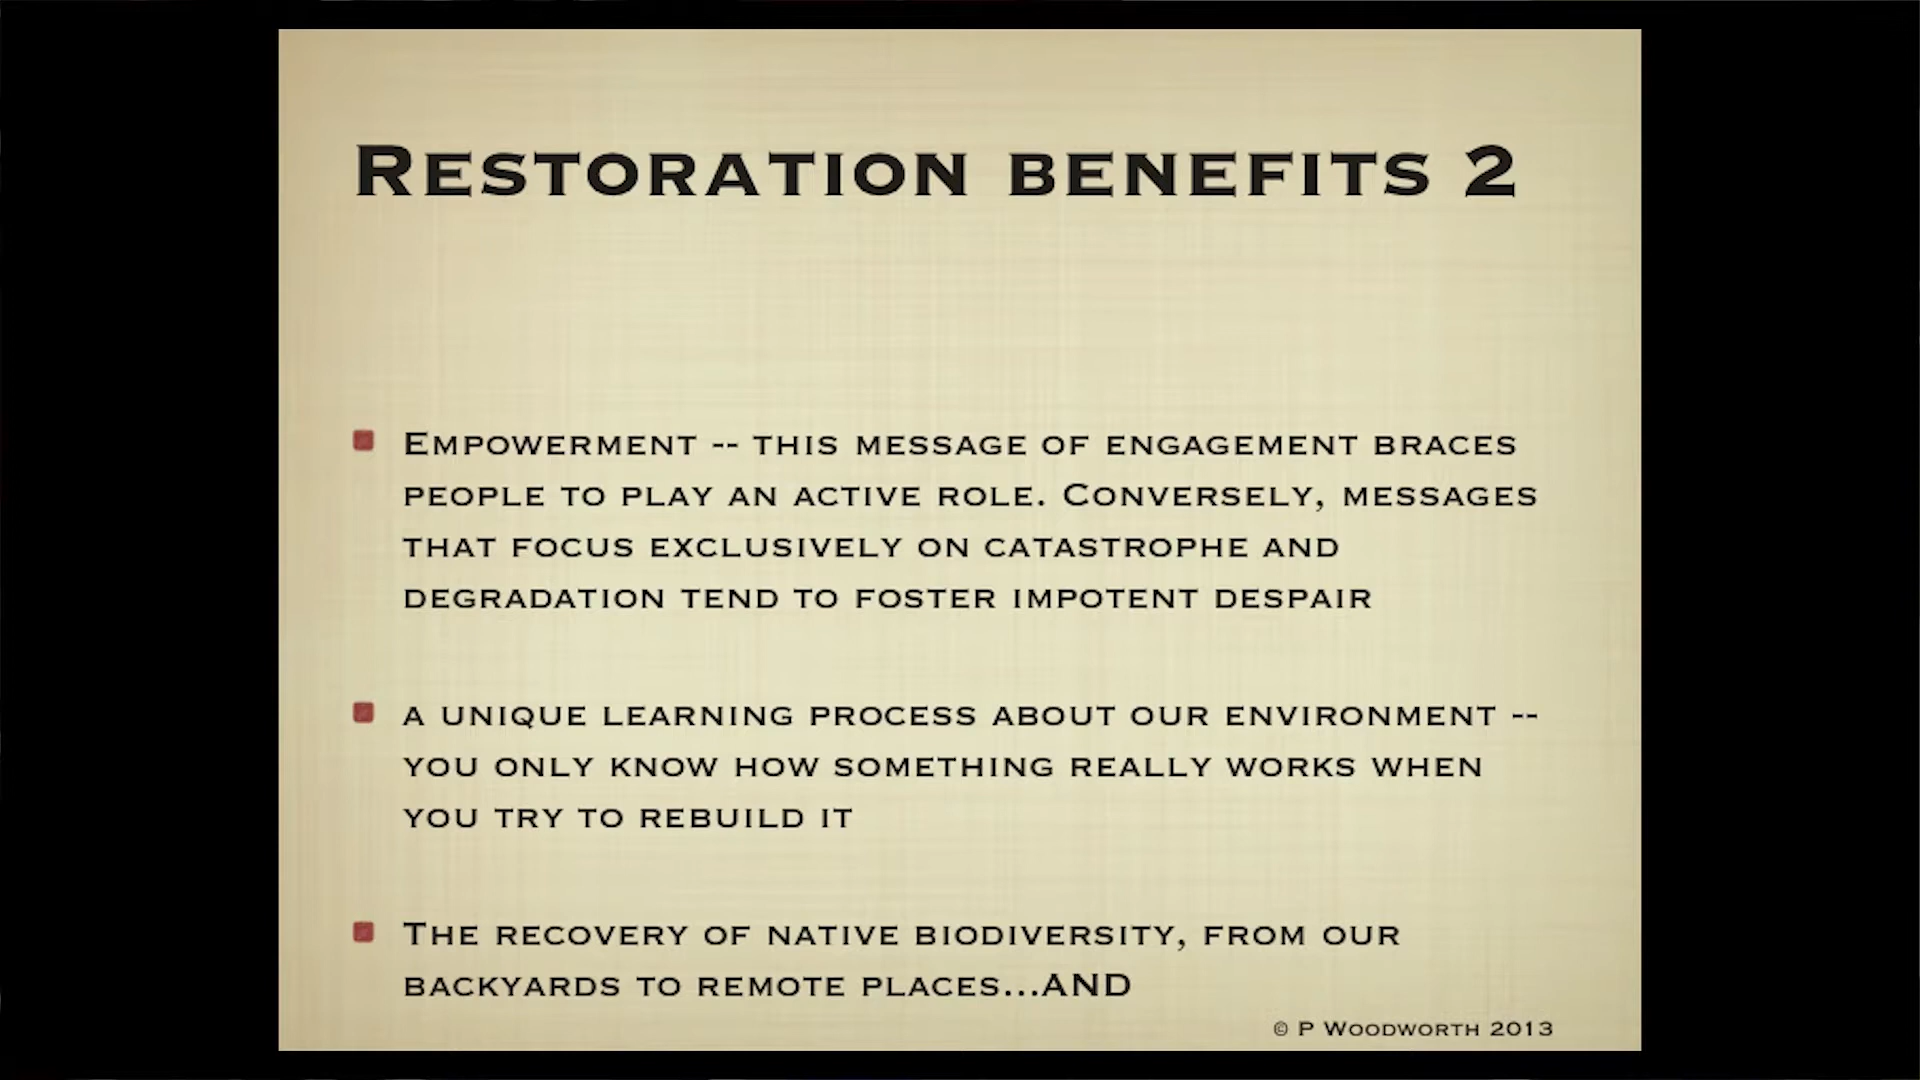 Restoration benefits 2
Empowerment -- this message of engagement braces
people to play an active role. Conversely, messages
that focus exclusively on catastrophe and
degradation tend to foster impotent despair
a unique learning process about our environment --
you only know how something really works when
you try to rebuild it
The recovery of native biodiversity, from our
backyards to remote places...AND
© P Woodworth 2013